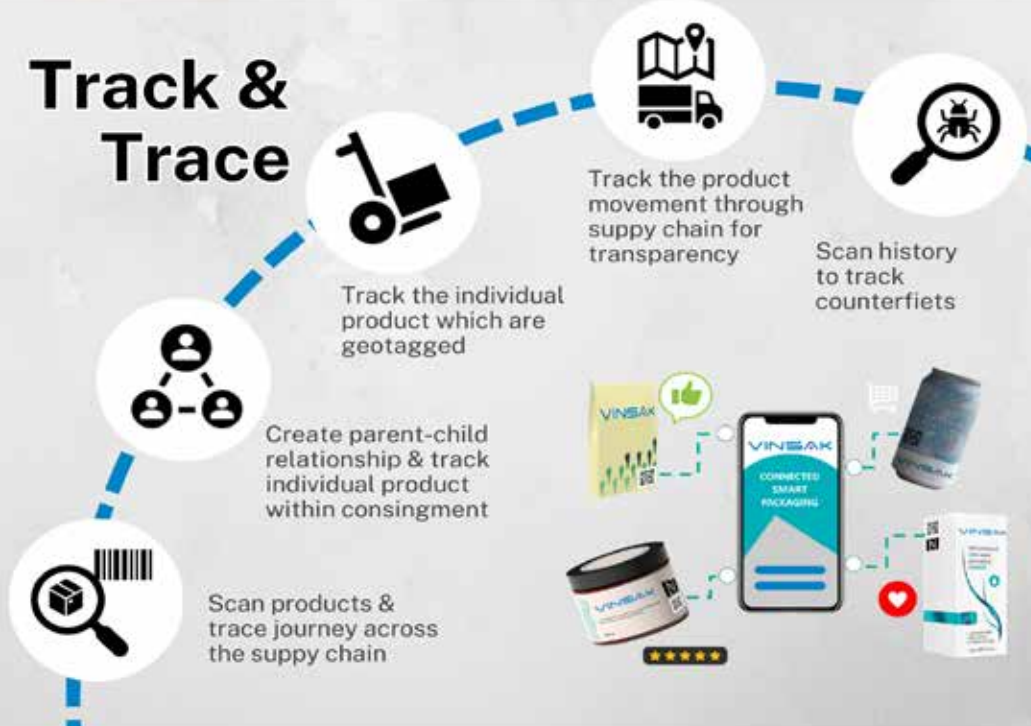 Track &
Trace
Track the product
movement through
suppy chain for
transparency
Scan history
to track
counterfiets
Track the individual
product which are
geotagged
Create parent-child
relationship & track
individual product
within consingment
Scan products &
trace journey across
the suppy chain
VINSAK
VINSAK
CONNECTED
SMART
PACKAGING
VINSAK
VINSAK
VINSAK